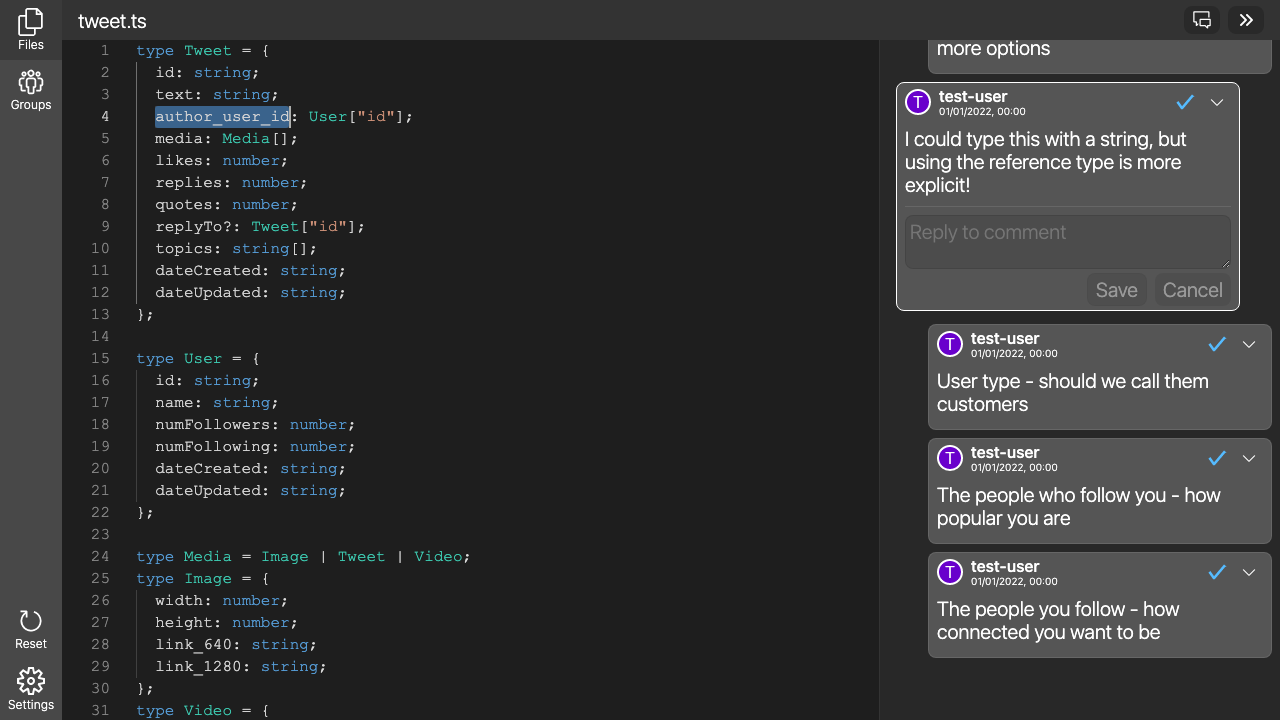 Files
Groups
Reset
Settings
tweet.ts
1 type Tweet = {
2 id: string;
3 text: string;
4 author_user_id: User["id"];
5 media: Media[];
6 likes: number;
7 replies: number;
8 quotes: number;
9 replyTo?: Tweet["id"];
10 topics: string[];
11 dateCreated: string;
12 dateUpdated: string;
13 };
14
15 type User = {
16 id: string;
17 name: string;
18 numFollowers: number;
19 numFollowing: number;
20 dateCreated: string;
21 dateUpdated: string;
22 };
23
24 type Media = Image | Tweet | Video;
25 type Image = {
26 width: number;
27 height: number;
28 link_640: string;
29 link_1280: string;
30 };
31 type Video = {
more options
T test-user
01/01/2022, 00:00
I could type this with a string, but
using the reference type is more
explicit!
Reply to comment
Save Cancel
T test-user
01/01/2022, 00:00
User type - should we call them
customers
T test-user
01/01/2022, 00:00
The people who follow you - how
popular you are
T test-user
01/01/2022, 00:00
The people you follow - how
connected you want to be